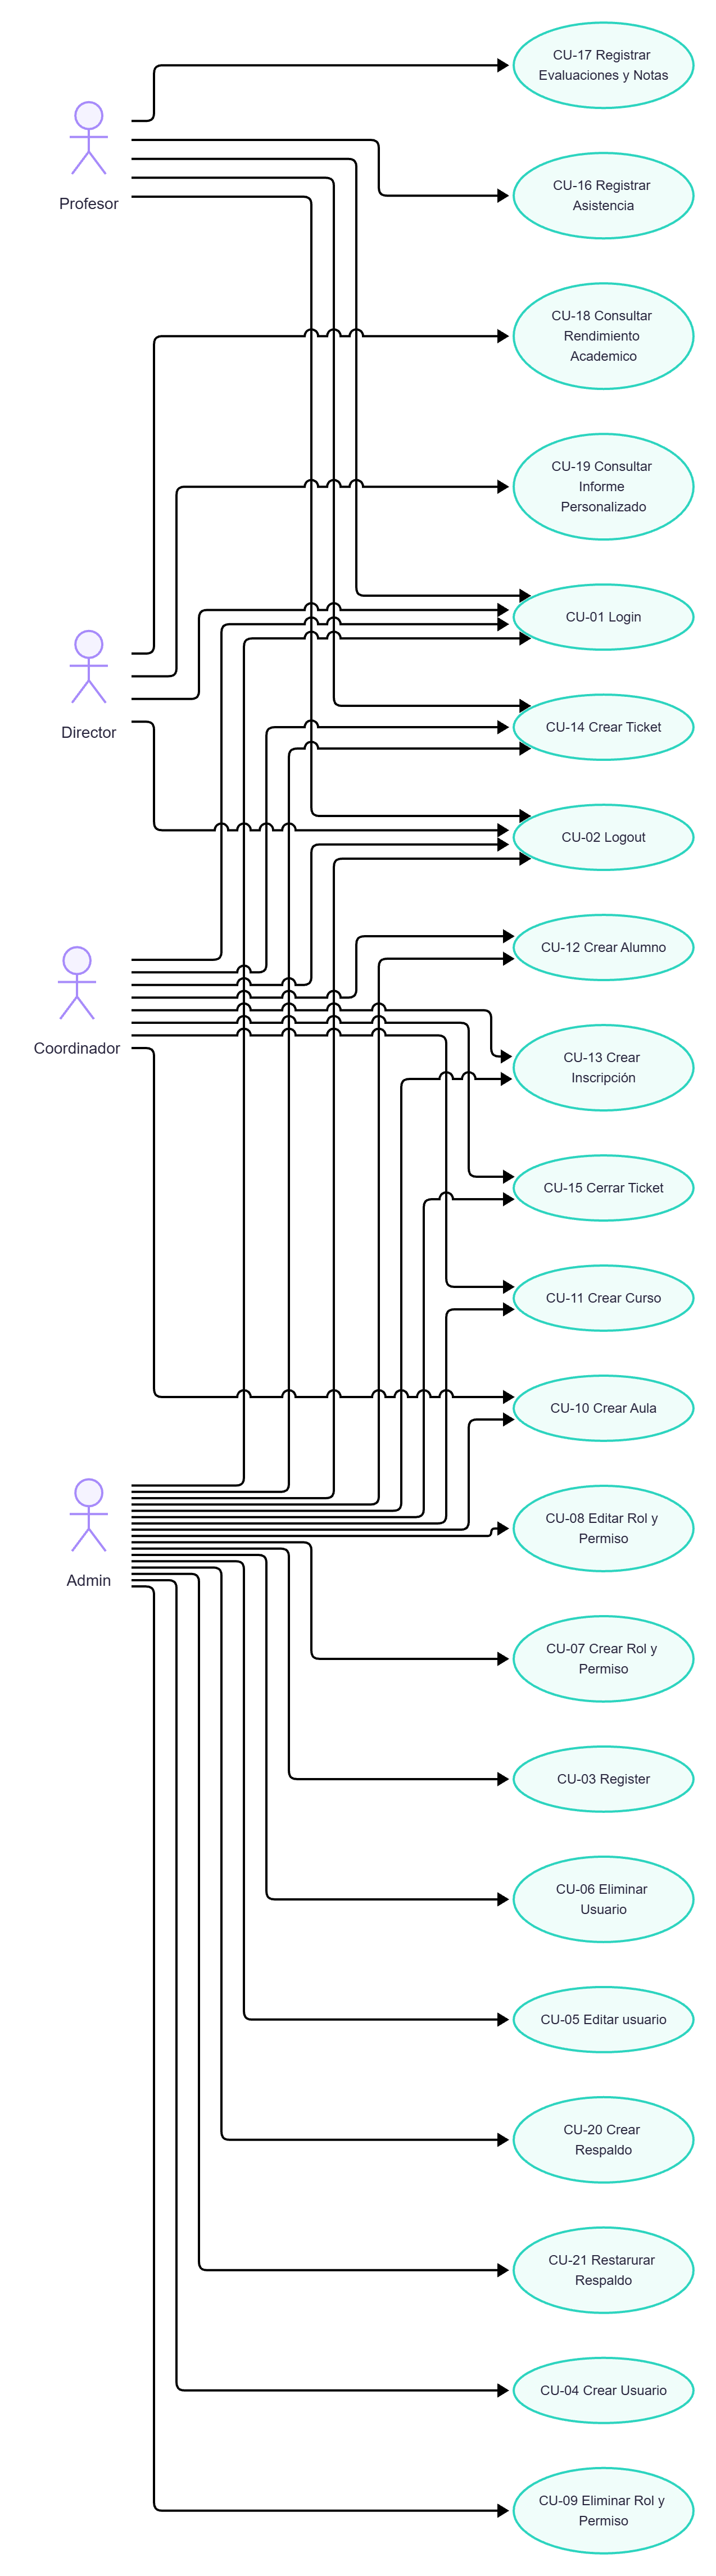 CU-17 Registrar
Evaluaciones y Notas
Profesor
CU-16 Registrar
Asistencia
CU-18 Consultar
Rendimiento
Academico
CU-19 Consultar
Informe
Personalizado
CU-01 Login
Director
CU-14 Crear Ticket
CU-02 Logout
CU-12 Crear Alumno
Coordinador
CU-13 Crear
Inscripción
CU-15 Cerrar Ticket
CU-11 Crear Curso
CU-10 Crear Aula
CU-08 Editar Rol y
Permiso
Admin
CU-07 Crear Rol y
Permiso
CU-03 Register
CU-06 Eliminar
Usuario
CU-05 Editar usuario
CU-20 Crear
Respaldo
CU-21 Restarurar
Respaldo
CU-04 Crear Usuario
CU-09 Eliminar Rol y
Permiso